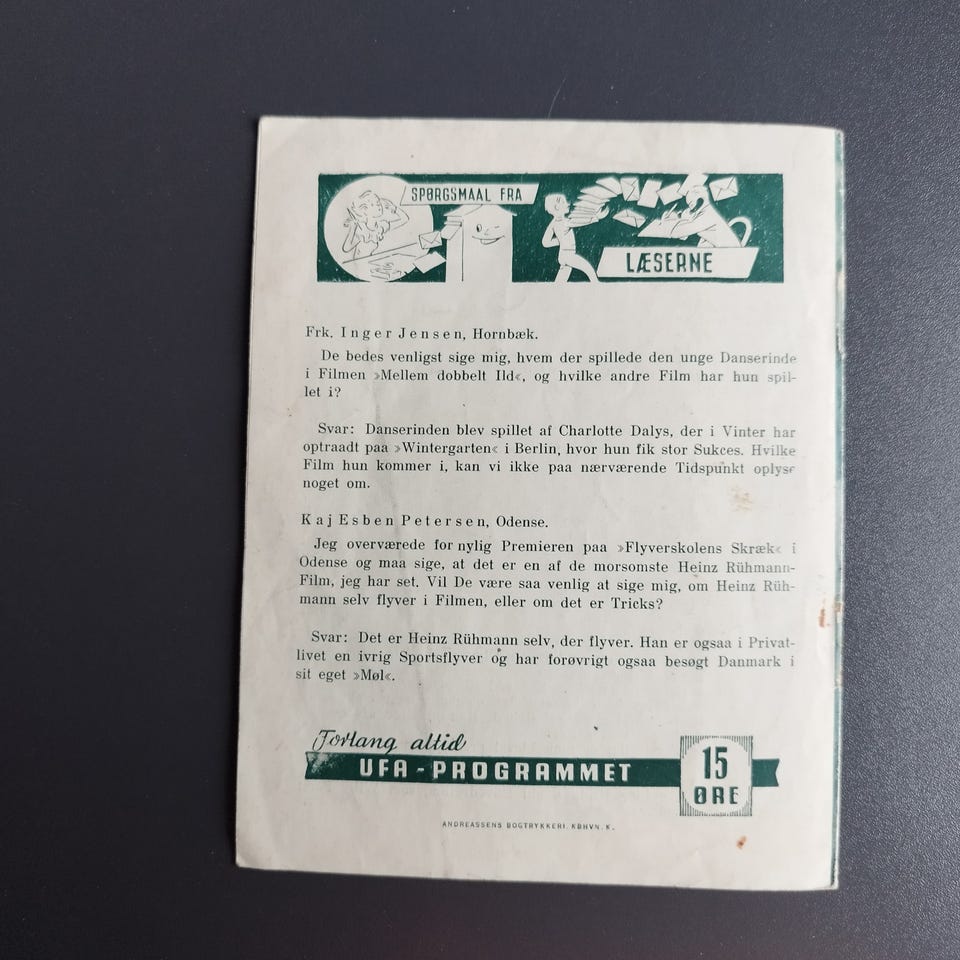 SPØRGSMAAL FRA
LÆSERNE
Frk. Inger Jensen, Hornbæk.
De bedes venligst sige mig, hvem der spillede den unge Danserinde
i Filmen »Mellem dobbelt Ild«, og hvilke andre Film har hun spil-
let i?
Svar: Danserinden blev spillet af Charlotte Dalys, der i Vinter har
optraadt paa »Wintergarten« i Berlin, hvor hun fik stor Sukces. Hvilke
Film hun kommer i, kan vi ikke paa nærværende Tidspunkt oplyse
noget om.
Kaj Esben Petersen, Odense.
Jeg overværede for nylig Premieren paa »Flyverskolens Skræk« i
Odense og maa sige, at det er en af de morsomste Heinz Rühmann-
Film, jeg har set. Vil De være saa venlig at sige mig, om Heinz Rüh-
mann selv flyver i Filmen, eller om det er Tricks?
Svar: Det er Heinz Rühmann selv, der flyver. Han er ogsaa i Privat-
livet en ivrig Sportsflyver og har forøvrigt ogsaa besøgt Danmark i
sit eget »Møl«.
Forlang altid
UFA-PROGRAMMET
15
ØRE
ANDREASSENS BOGTRYKKERI. KBHVN. K.